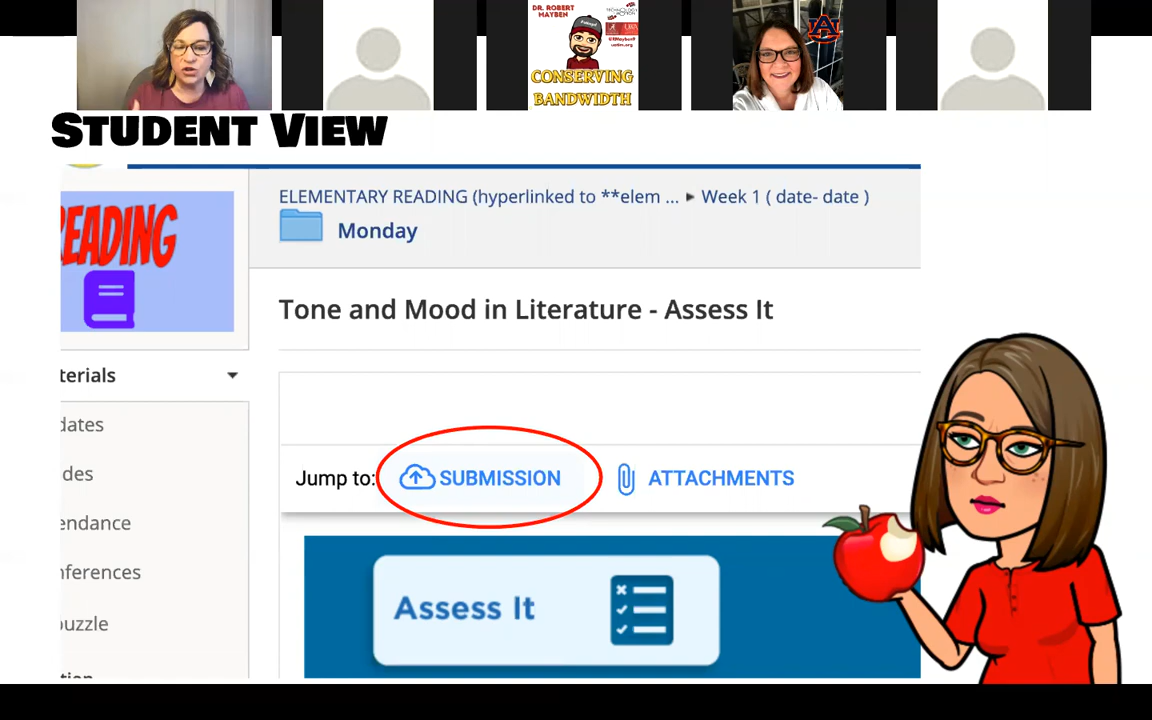 DR. ROBERT
MAYBEN
CONSERVING
BANDWIDTH
STUDENT VIEW
READING
ELEMENTARY READING (hyperlinked to **elem ... ▸ Week 1 ( date- date )
Monday
Tone and Mood in Literature - Assess It
terials
dates
des
endance
nferences
puzzle
Jump to: SUBMISSION ATTACHMENTS
Assess It